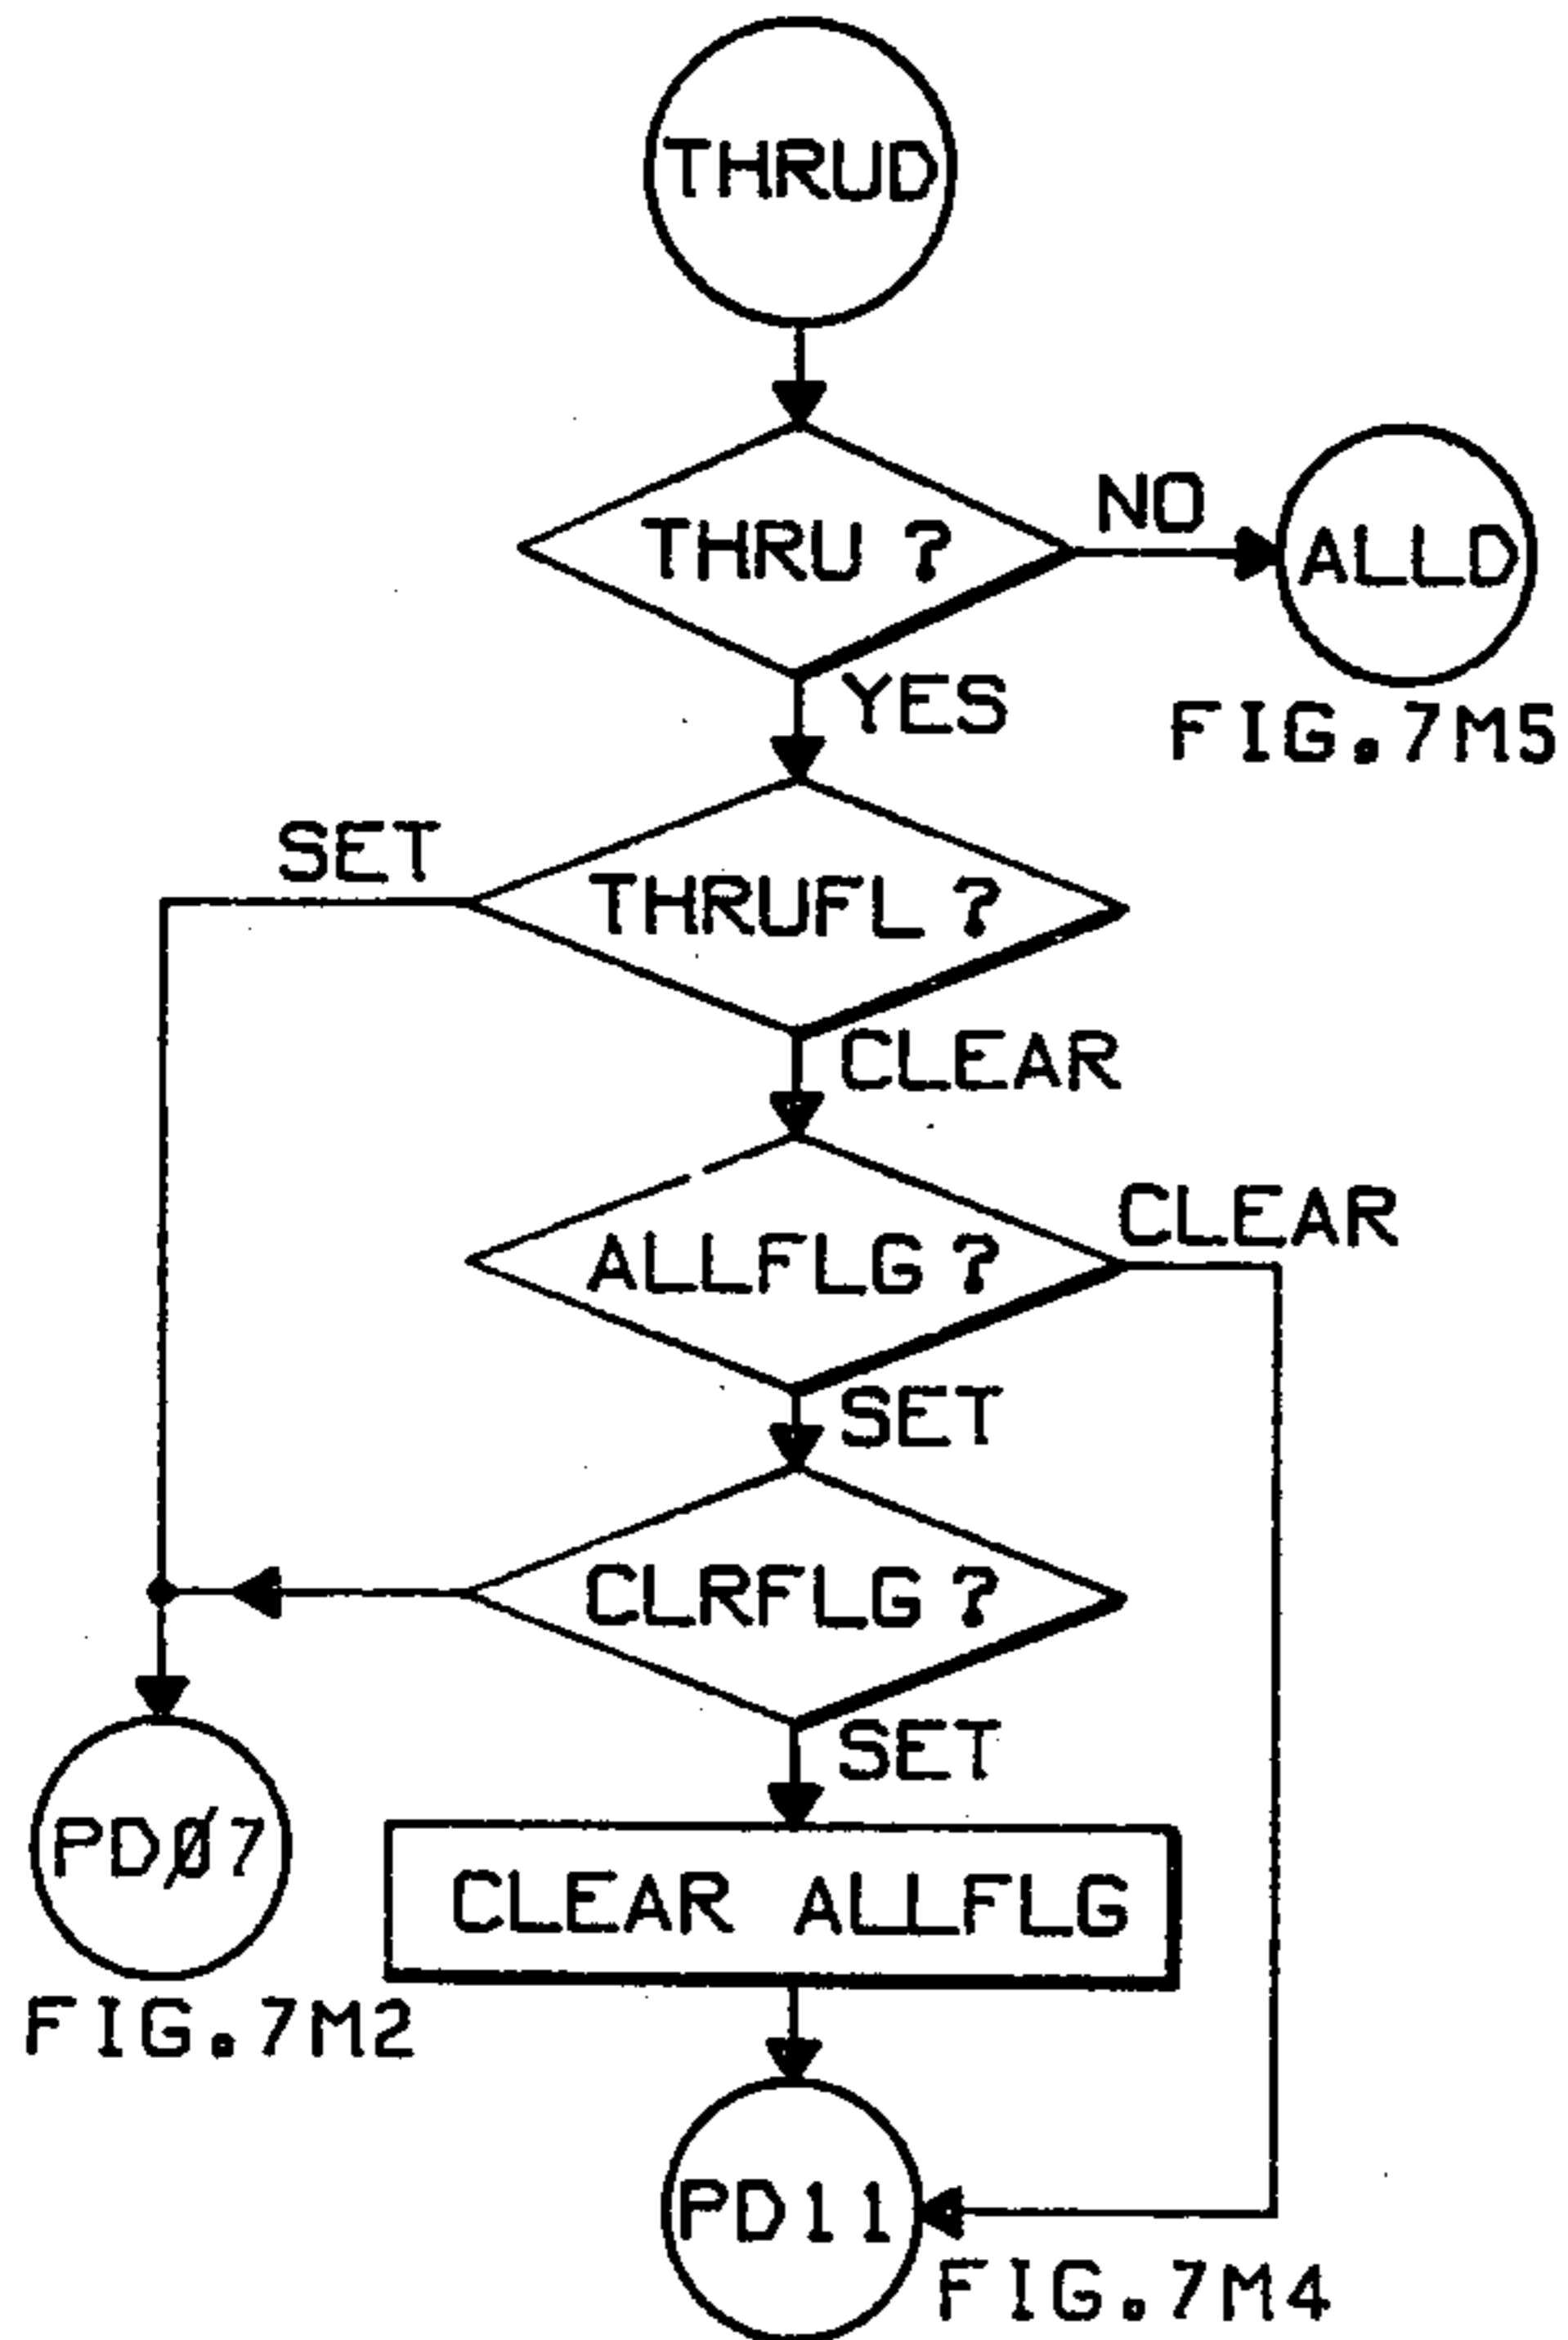 THRUD
THRU ?
NO
ALLD
YES
FIG.7M5
SET
THRUFL ?
CLEAR
CLEAR
ALLFLG ?
SET
CLRFLG ?
SET
PDØ7
CLEAR ALLFLG
FIG.7M2
PD11
FIG.7M4